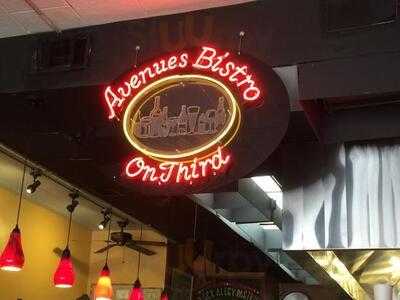 Avenues Bistro
On Third